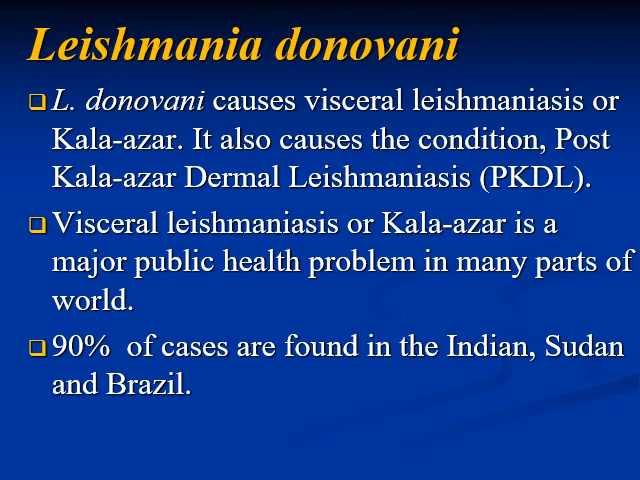 Leishmania donovani
L. donovani causes visceral leishmaniasis or
Kala-azar. It also causes the condition, Post
Kala-azar Dermal Leishmaniasis (PKDL).
Visceral leishmaniasis or Kala-azar is a
major public health problem in many parts of
world.
90%  of cases are found in the Indian, Sudan
and Brazil.